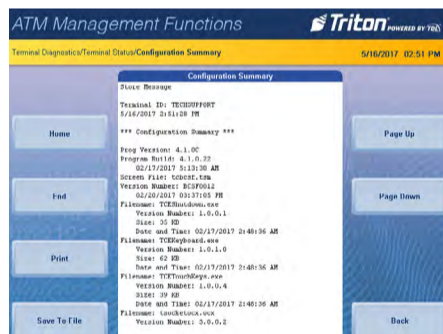 ATM Management Functions
Triton POWERED BY
Terminal Diagnostics/Terminal Status/Configuration Summary
5/16/2017 02:51 PM
Configuration Summary
Store Message
Terminal ID: TECHSUPPORT
5/16/2017 2:51:28 PM
*** Configuration Summary ***
Prog Version: 4.1.0C
Program Build: 4.1.0.22
02/17/2017 5:13:30 AM
Screen File: tcbcsf.tsm
Version Number: BCSF0012
02/20/2017 03:37:05 PM
Filename: TCEShutdown.exe
Version Number: 1.0.0.1
Size: 35 KB
Date and Time: 02/17/2017 2:48:36 AM
Filename: TCEKeyboard.exe
Version Number: 1.0.1.0
Size: 62 KB
Date and Time: 02/17/2017 2:48:36 AM
Filename: TCETouchKeys.exe
Version Number: 1.0.0.4
Size: 39 KB
Date and Time: 02/17/2017 2:48:36 AM
Filename: tsocketocx.ocx
Version Number: 3.0.0.2
Home
End
Print
Save To File
Page Up
Page Down
Back